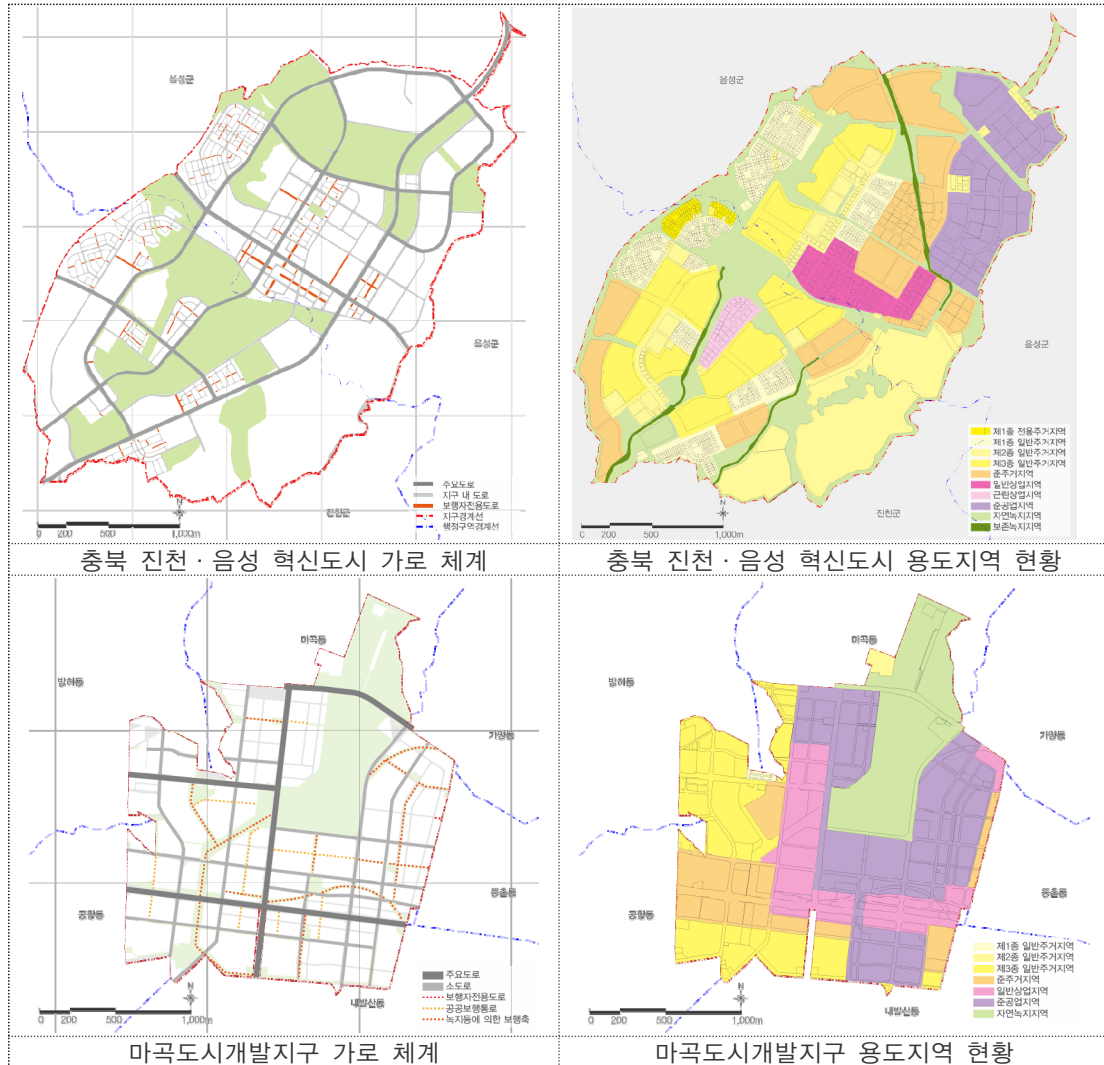 음성군
음성군
진천군
주요도로
지구 내 도로
보행자전용도로
지구경계선
행정구역경계선
N
0 200 500 1,000m
음성군
음성군
진천군
제1종 전용주거지역
제1종 일반주거지역
제2종 일반주거지역
제3종 일반주거지역
준주거지역
일반상업지역
근린상업지역
준공업지역
자연녹지지역
보존녹지지역
N
0 200 500 1,000m
충북 진천·음성 혁신도시 가로 체계
충북 진천·음성 혁신도시 용도지역 현황
마곡동
방화동
가양동
등촌동
공항동
내발산동
주요도로
소도로
보행자전용도로
공공보행통로
녹지등에 의한 보행축
N
0 200 500 1,000m
마곡동
방화동
가양동
등촌동
공항동
내발산동
제1종 일반주거지역
제2종 일반주거지역
제3종 일반주거지역
준주거지역
일반상업지역
준공업지역
자연녹지지역
N
0 200 500 1,000m
마곡도시개발지구 가로 체계
마곡도시개발지구 용도지역 현황